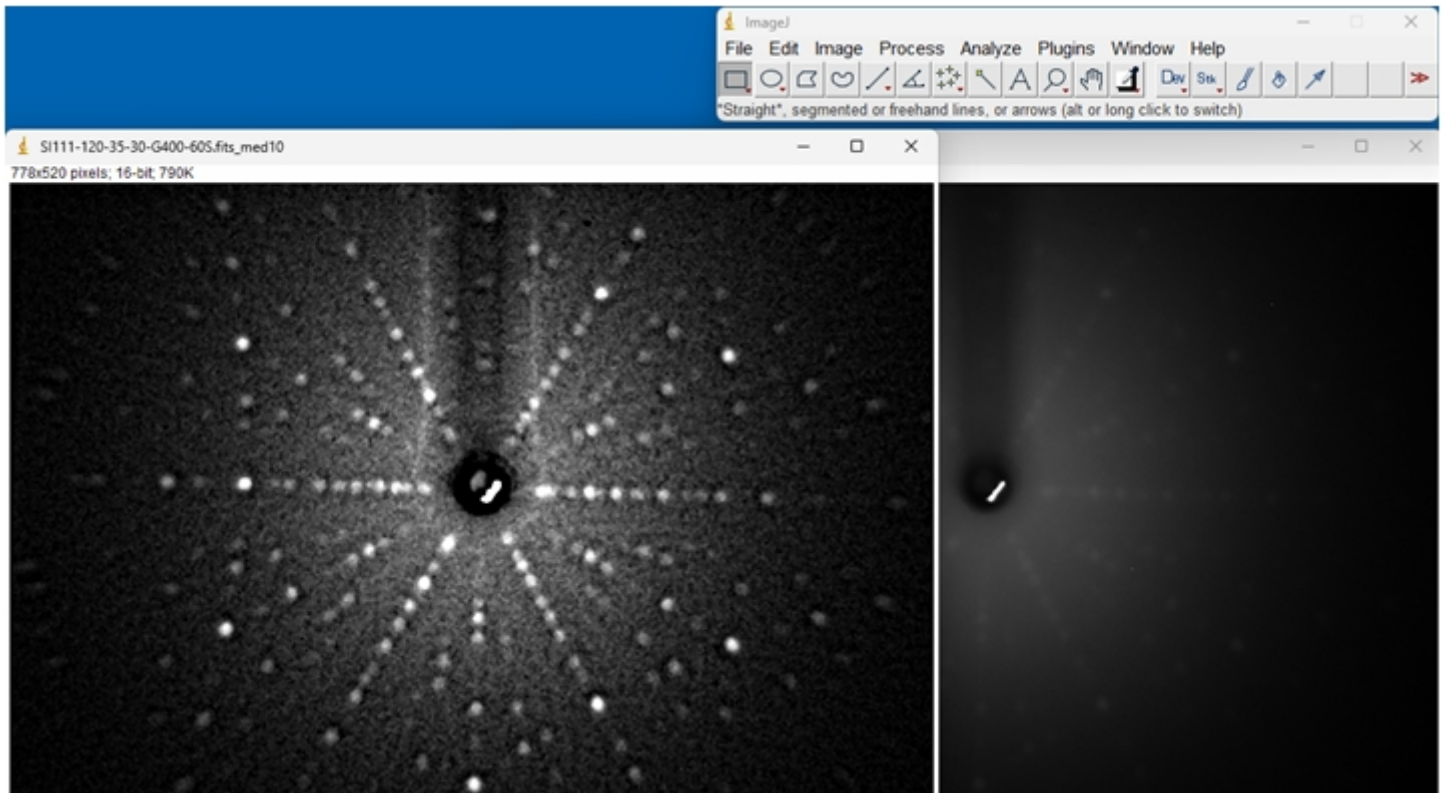 ImageJ
File Edit Image Process Analyze Plugins Window Help
Dev Stk
"Straight", segmented or freehand lines, or arrows (alt or long click to switch)
SI111-120-35-30-G400-60S.fits_med10
778x520 pixels; 16-bit; 790K